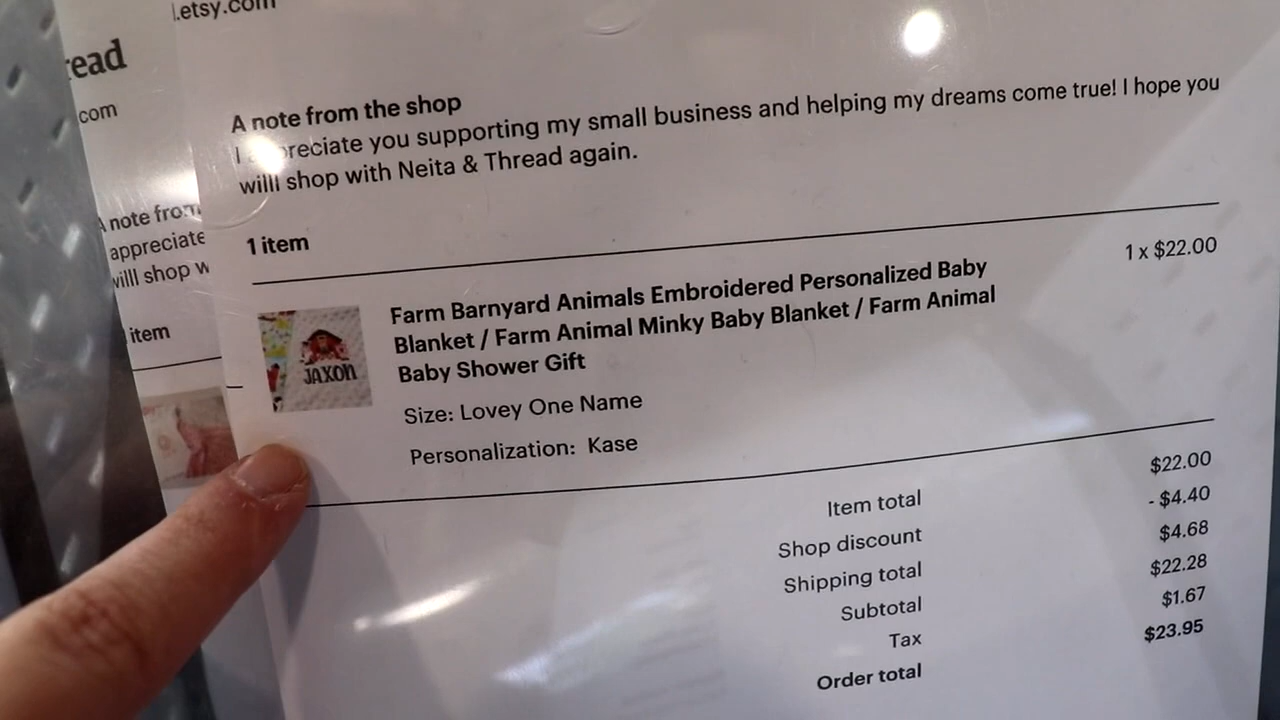 .etsy.com
read
com
A note from the shop
I appreciate you supporting my small business and helping my dreams come true! I hope you
willl shop with Neita & Thread again.
A note from
appreciate
willl shop w
1 item
1 x $22.00
item
Farm Barnyard Animals Embroidered Personalized Baby
Blanket / Farm Animal Minky Baby Blanket / Farm Animal
Baby Shower Gift
JAXON
Size: Lovey One Name
Personalization: Kase
Item total $22.00
Shop discount - $4.40
Shipping total $4.68
Subtotal $22.28
Tax $1.67
Order total $23.95